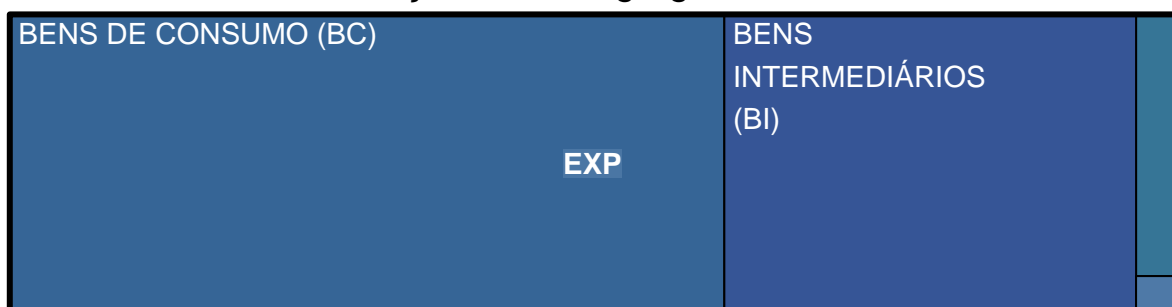 BENS DE CONSUMO (BC)
BENS
INTERMEDIÁRIOS
(BI)
EXP